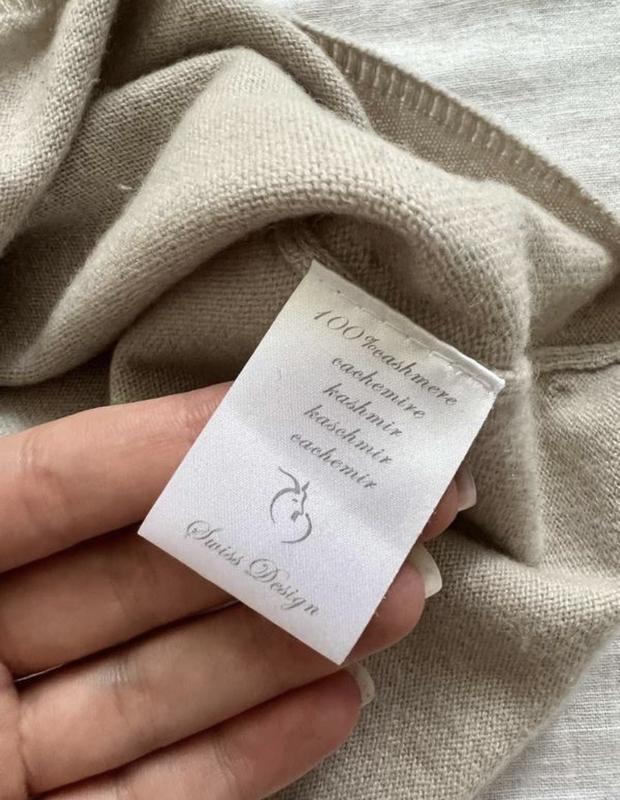 100%cashmere
cachemire
kashmir
kaschmir
cachemir
Swiss Design